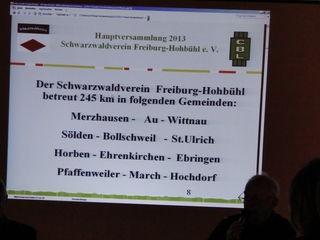 Hauptversammlung 2013
Schwarzwaldverein Freiburg-Hohbühl e. V.
CBL
Der Schwarzwaldverein Freiburg-Hohbühl
betreut 245 km in folgenden Gemeinden:
Merzhausen - Au - Wittnau
Sölden - Bollschweil - St.Ulrich
Horben - Ehrenkirchen - Ebringen
Pfaffenweiler - March - Hochdorf
8